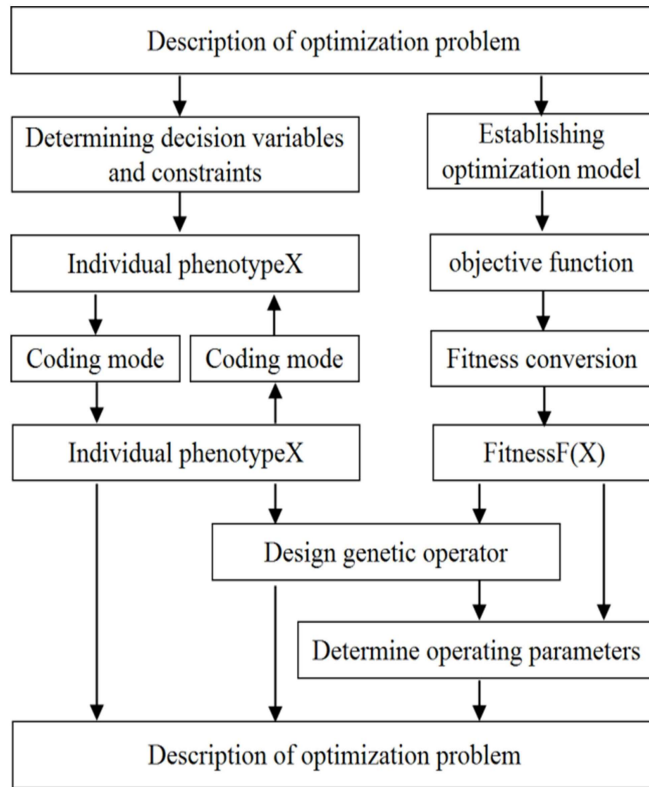 Description of optimization problem
Determining decision variables
and constraints
Establishing
optimization model
Individual phenotypeX
objective function
Coding mode
Coding mode
Fitness conversion
Individual phenotypeX
FitnessF(X)
Design genetic operator
Determine operating parameters
Description of optimization problem